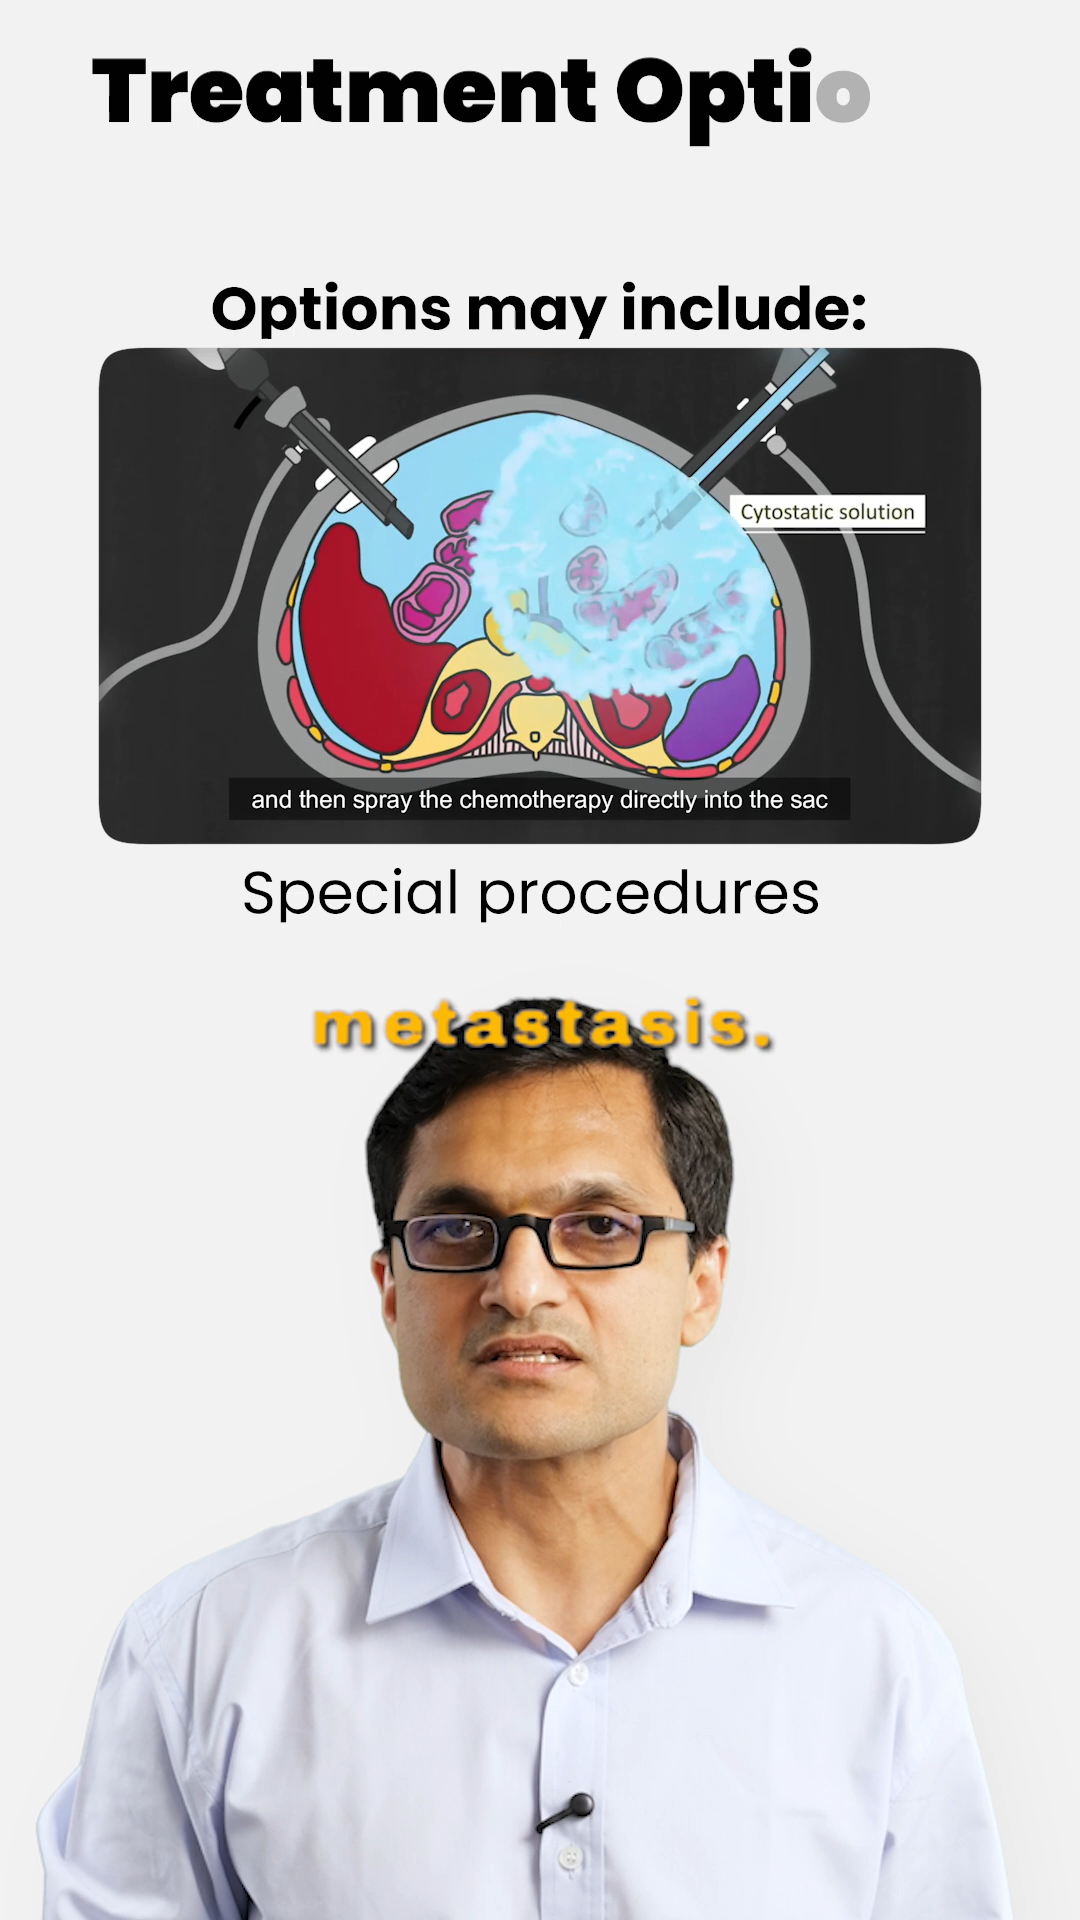 Treatment Optio
Options may include:
Cytostatic solution
and then spray the chemotherapy directly into the sac
Special procedures
metastasis.